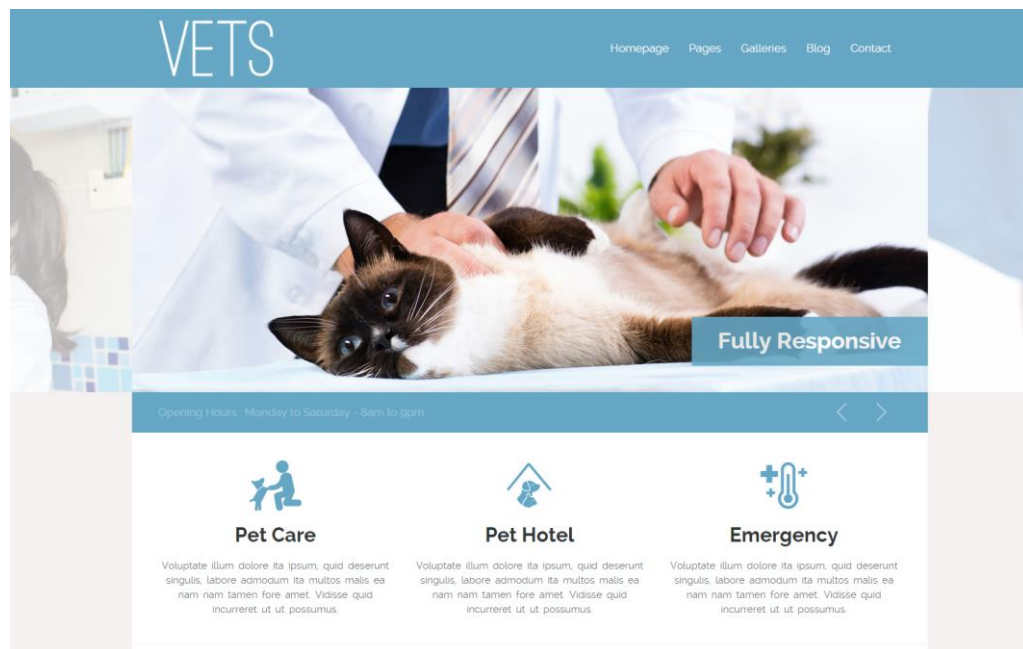 VETS
Homepage Pages Galleries Blog Contact
Fully Responsive
Opening Hours : Monday to Saturday - 8am to 9pm
Pet Care
Voluptate illum dolore ita ipsum, quid deserunt
singulis, labore admodum ita multos malis ea
nam nam tamen fore amet. Vidisse quid
incurreret ut ut possumus.
Pet Hotel
Voluptate illum dolore ita ipsum, quid deserunt
singulis, labore admodum ita multos malis ea
nam nam tamen fore amet. Vidisse quid
incurreret ut ut possumus.
Emergency
Voluptate illum dolore ita ipsum, quid deserunt
singulis, labore admodum ita multos malis ea
nam nam tamen fore amet. Vidisse quid
incurreret ut ut possumus.